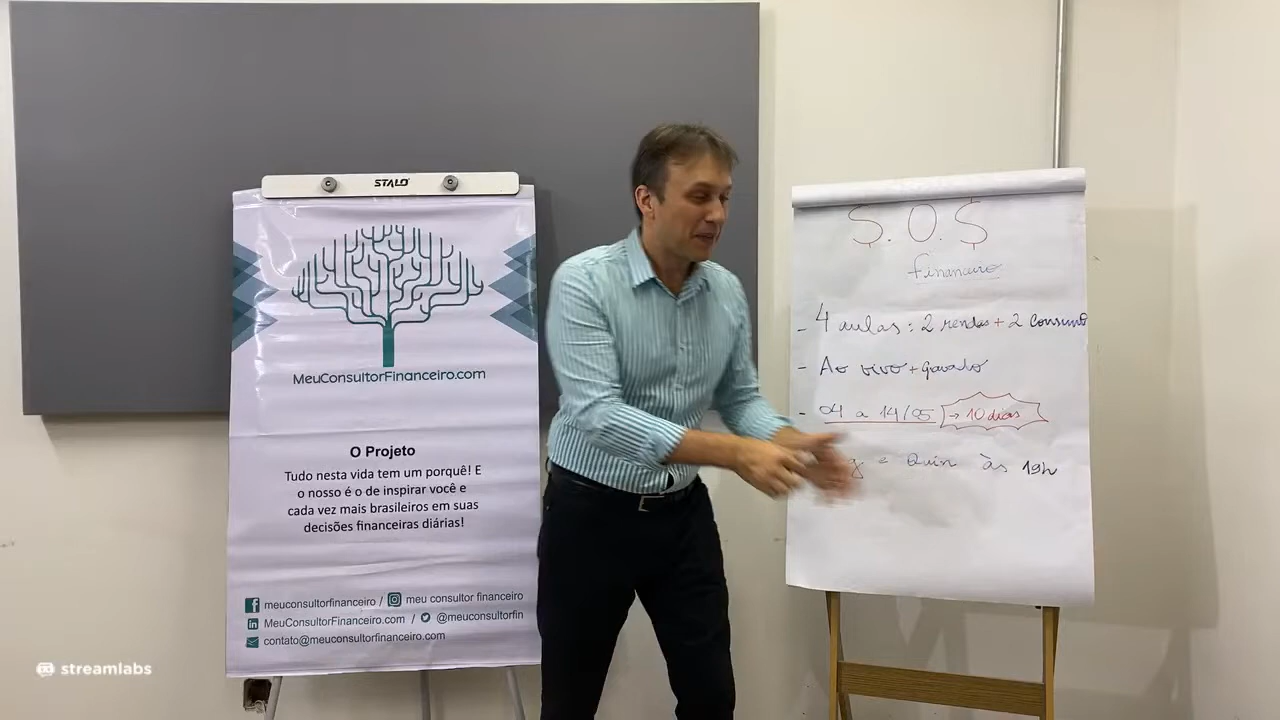 STALO
MeuConsultorFinanceiro.com
O Projeto
Tudo nesta vida tem um porquê! E
o nosso é o de inspirar você e
cada vez mais brasileiros em suas
decisões financeiras diárias!
meuconsultorfinanceiro / meu consultor financeiro
MeuConsultorFinanceiro.com / @meuconsultorfin
contato@meuconsultorfinanceiro.com
S.O.S
financeiro
- 4 aulas: 2 rendas + 2 consumo
- Ao vivo + gravado
- 04 a 14/05 → 10 dias
g e Quin às 19h
streamlabs